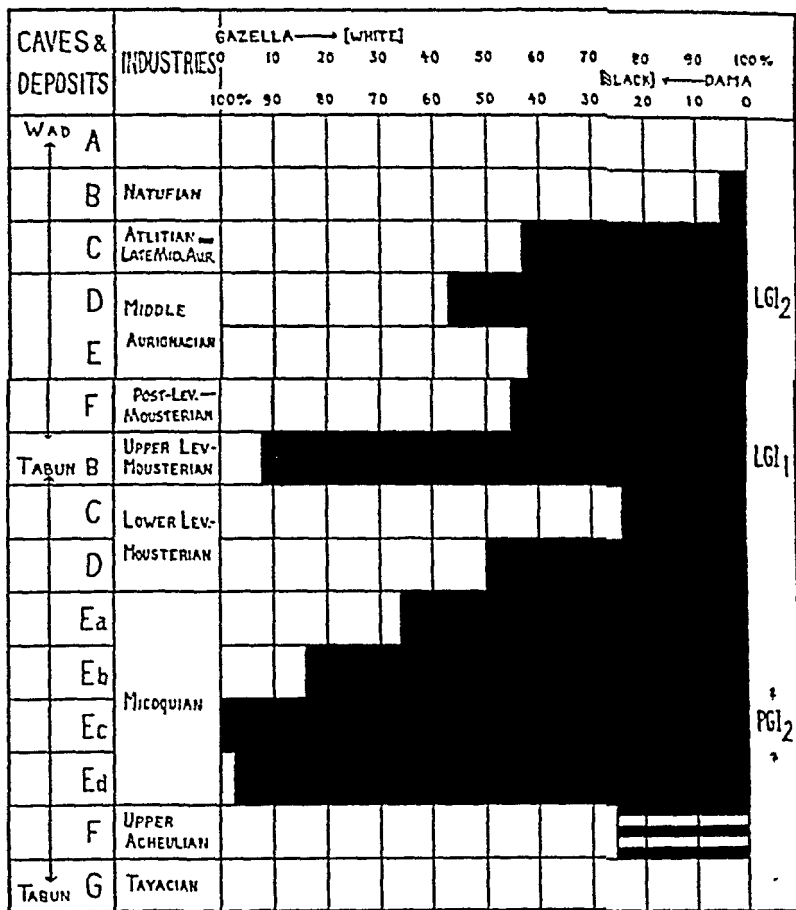 CAVES &
DEPOSITS
INDUSTRIES
GAZELLA → [WHITE]
0 10 20 30 40 50 60 70 80 90 100%
[BLACK] ← DAMA
100% 90 80 70 60 50 40 30 20 10 0
WAD A
B NATUFIAN
C ATLITIAN =
LATE MID. AUR.
D MIDDLE LGI2
E AURIGNACIAN
F POST-LEV.—
MOUSTERIAN
TABUN B UPPER LEV- LGI1
MOUSTERIAN
C LOWER LEV.-
D MOUSTERIAN
Ea
Eb
MICOQUIAN
Ec PGI2
Ed
F UPPER
ACHEULIAN
TABUN G TAYACIAN